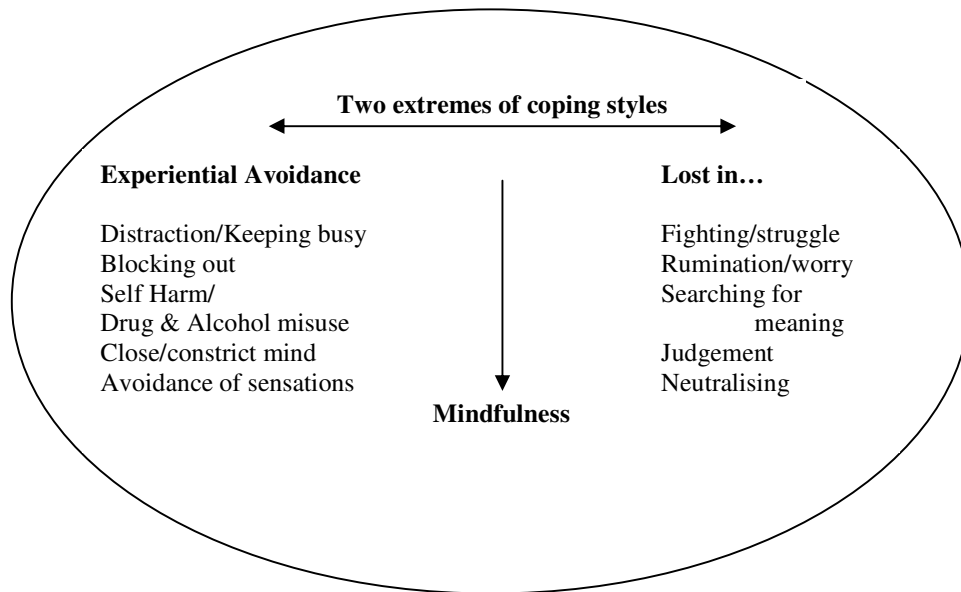 Two extremes of coping styles
Experiential Avoidance
Distraction/Keeping busy
Blocking out
Self Harm/
Drug & Alcohol misuse
Close/constrict mind
Avoidance of sensations
Lost in…
Fighting/struggle
Rumination/worry
Searching for
meaning
Judgement
Neutralising
Mindfulness